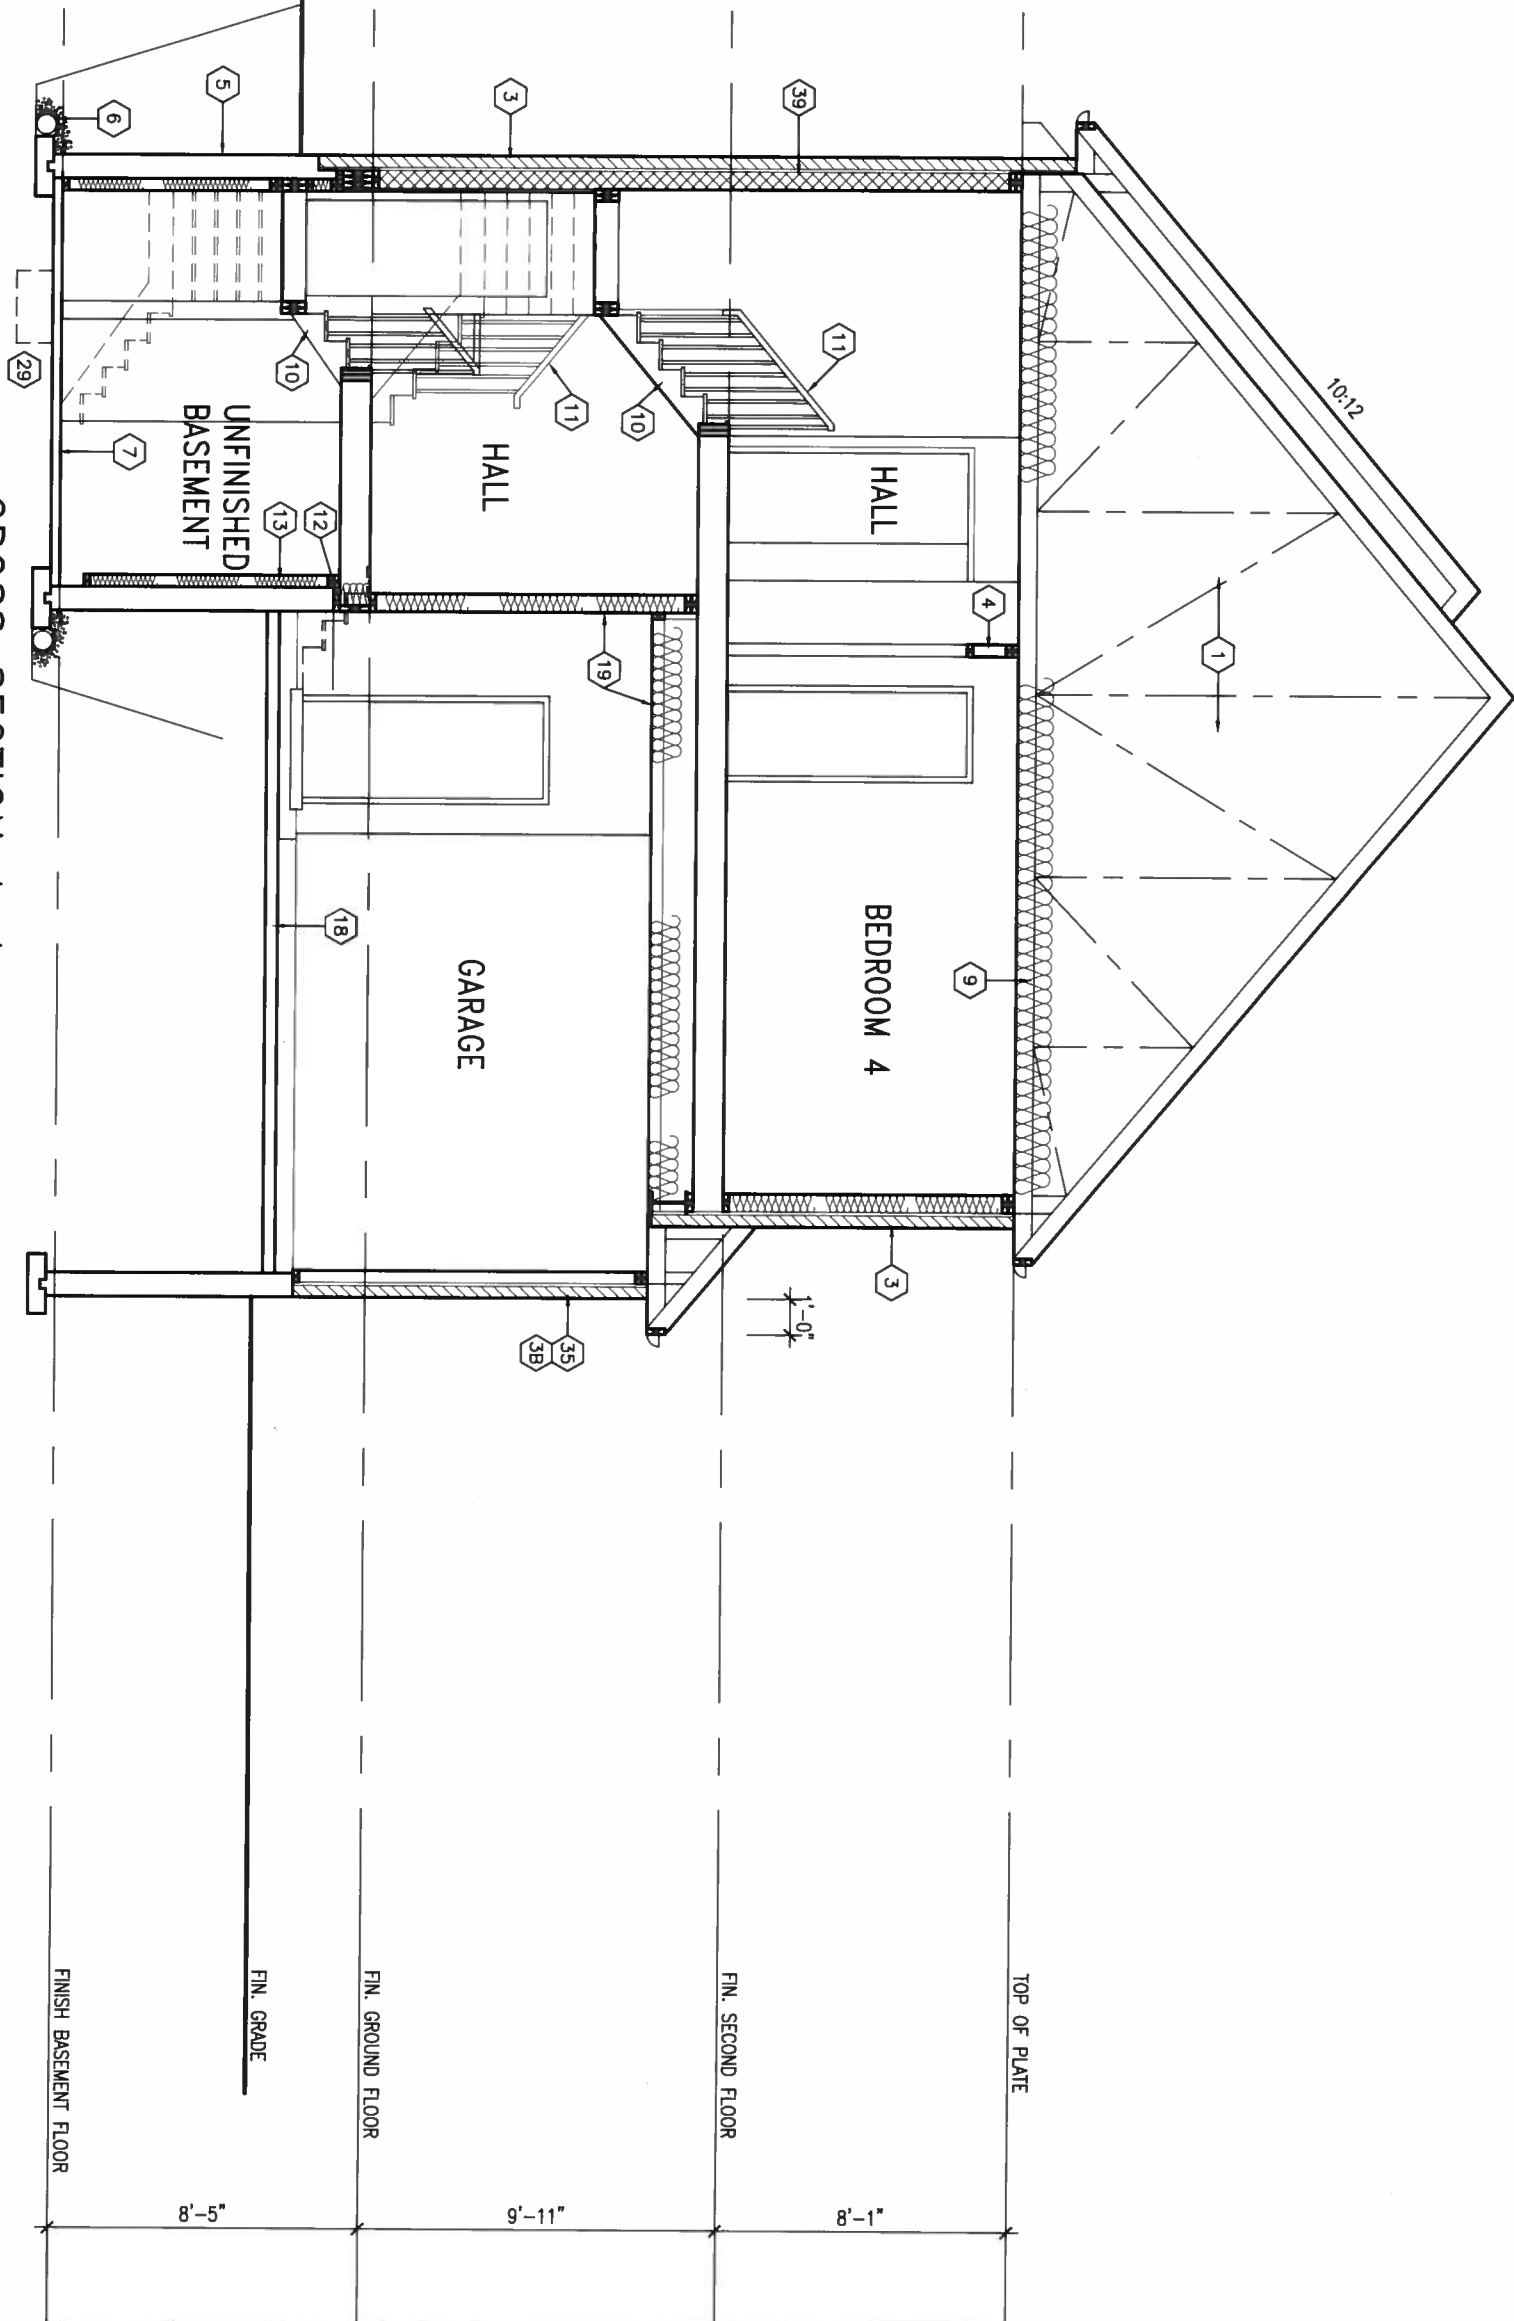 10:12
1
TOP OF PLATE
9
4
HALL
BEDROOM 4
3
8'-1"
39
11
1'-0"
FIN. SECOND FLOOR
10
19
3
HALL
11
GARAGE
35
3B
9'-11"
FIN. GROUND FLOOR
10
12
18
13
5
UNFINISHED
BASEMENT
FIN. GRADE
8'-5"
6
7
29
FINISH BASEMENT FLOOR